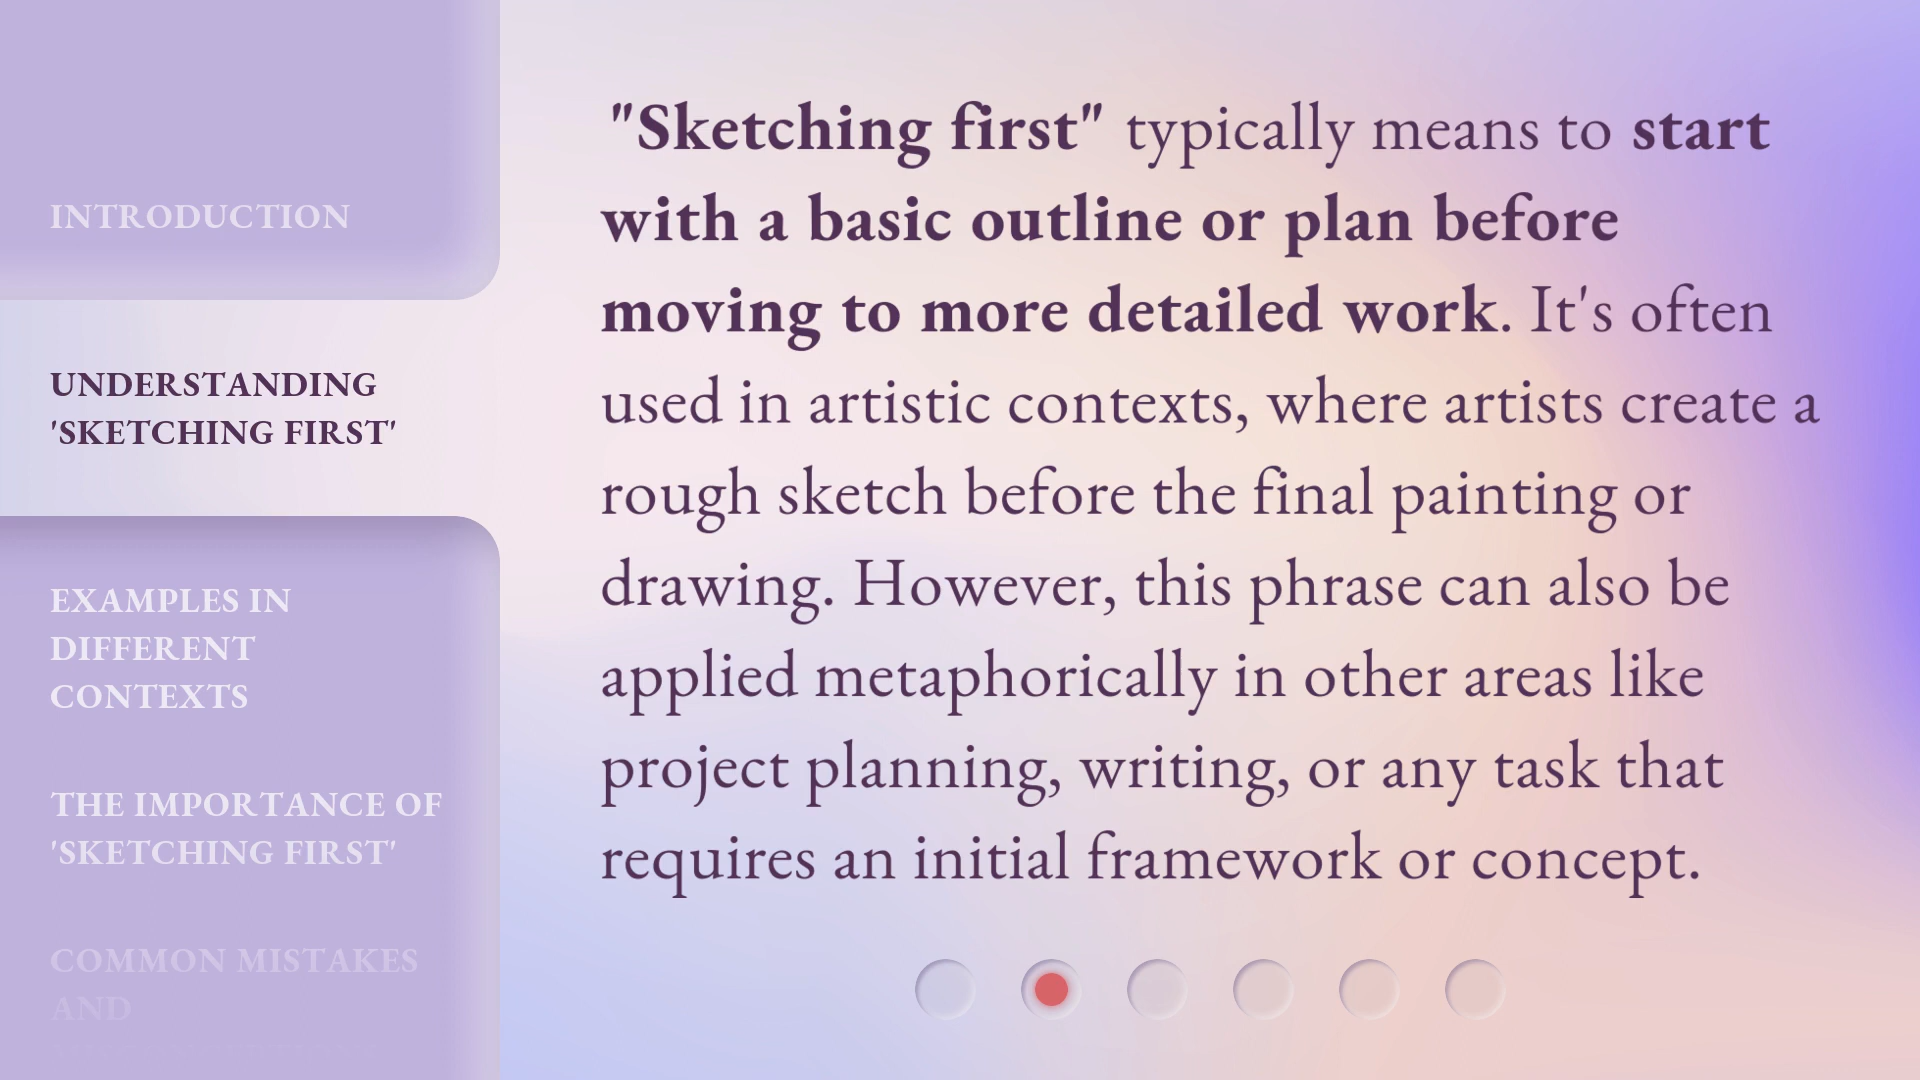 INTRODUCTION
UNDERSTANDING
'SKETCHING FIRST'
EXAMPLES IN
DIFFERENT
CONTEXTS
THE IMPORTANCE OF
'SKETCHING FIRST'
COMMON MISTAKES
AND
"Sketching first" typically means to start
with a basic outline or plan before
moving to more detailed work. It's often
used in artistic contexts, where artists create a
rough sketch before the final painting or
drawing. However, this phrase can also be
applied metaphorically in other areas like
project planning, writing, or any task that
requires an initial framework or concept.